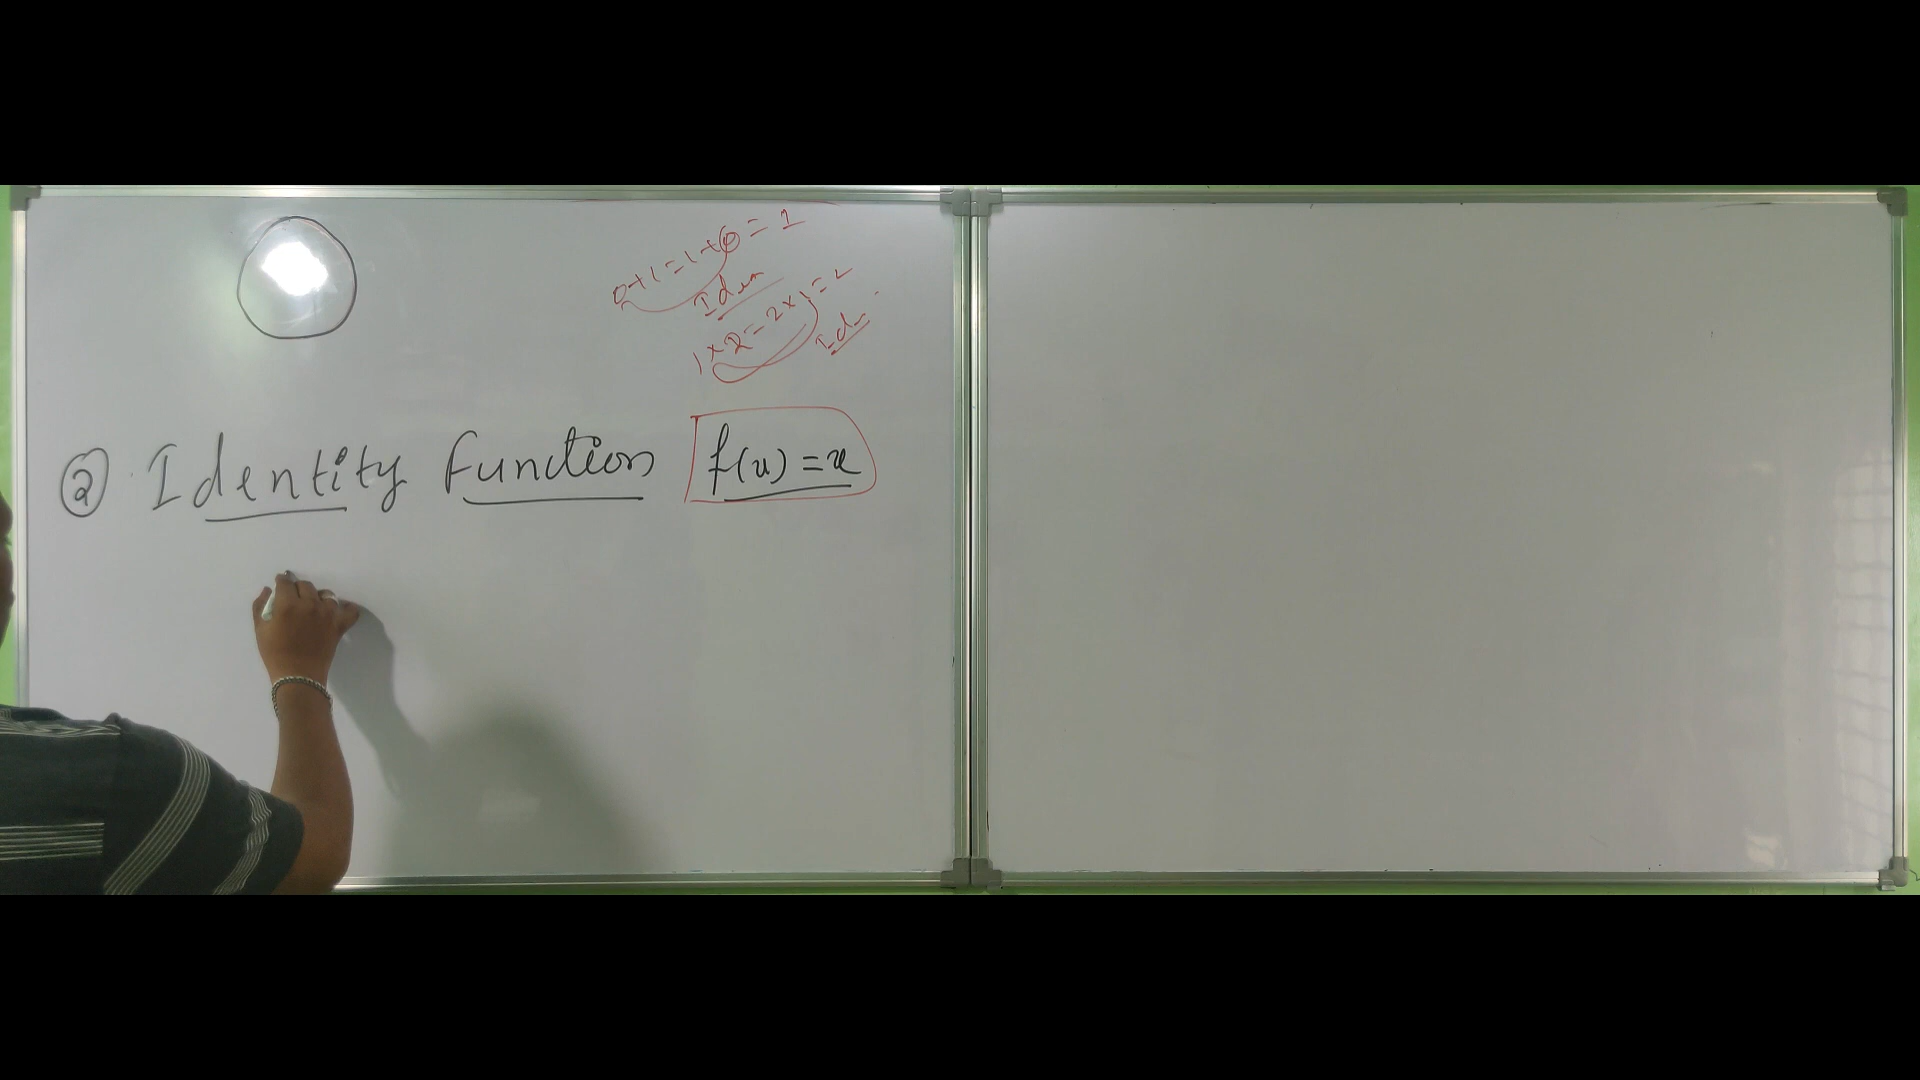 0+1=1+0=1
Iden
1×2=2×1=2
Iden
② Identity function f(x)=x